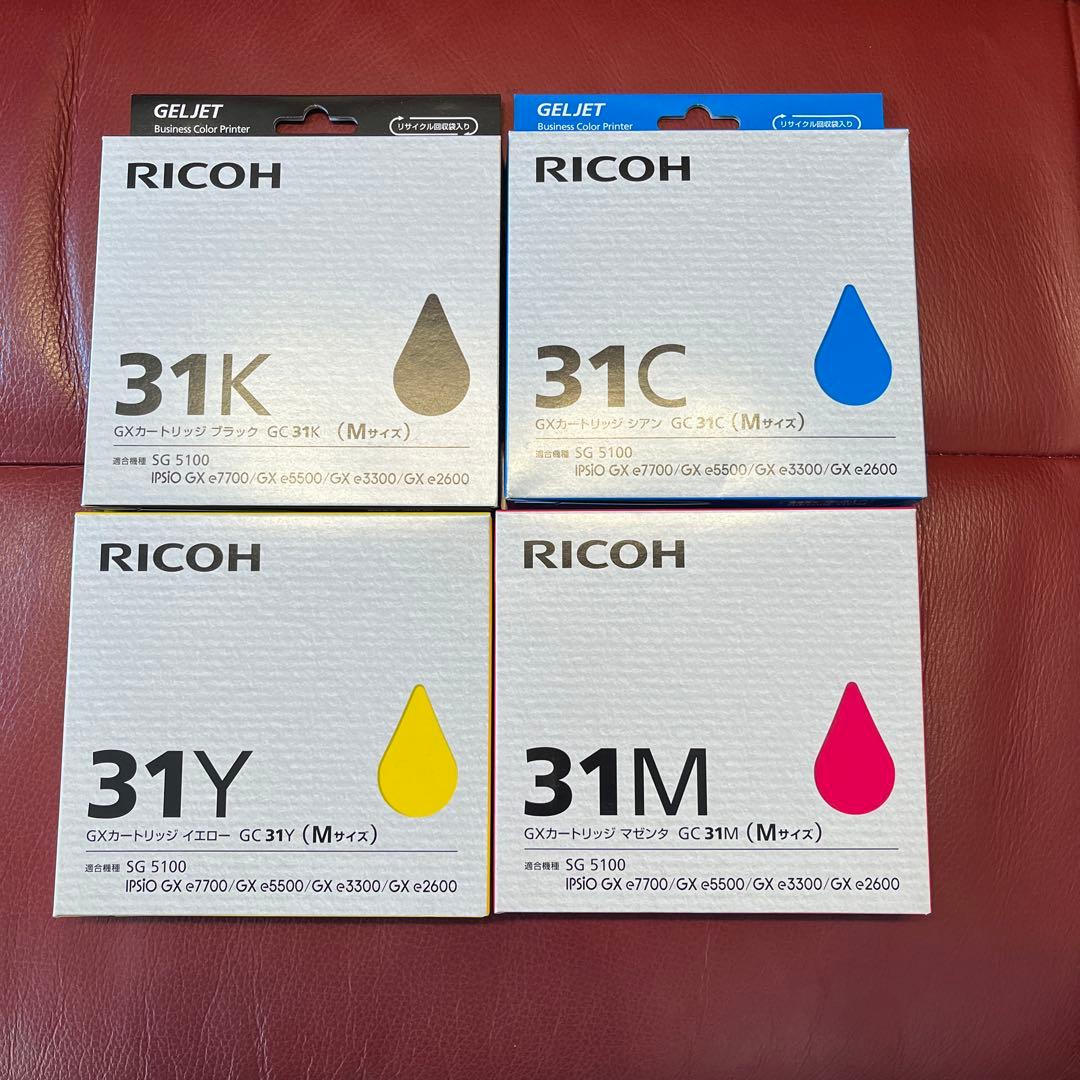 GELJET
Business Color Printer
リサイクル回収袋入り
RICOH
31K
GXカートリッジ ブラック GC 31K (Mサイズ)
適合機種 SG 5100
IPSiO GX e7700/GX e5500/GX e3300/GX e2600
GELJET
Business Color Printer
リサイクル回収袋入り
RICOH
31C
GXカートリッジ シアン GC 31C (Mサイズ)
適合機種 SG 5100
IPSiO GX e7700/GX e5500/GX e3300/GX e2600
RICOH
31Y
GXカートリッジ イエロー GC 31Y (Mサイズ)
適合機種 SG 5100
IPSiO GX e7700/GX e5500/GX e3300/GX e2600
RICOH
31M
GXカートリッジ マゼンタ GC 31M (Mサイズ)
適合機種 SG 5100
IPSiO GX e7700/GX e5500/GX e3300/GX e2600